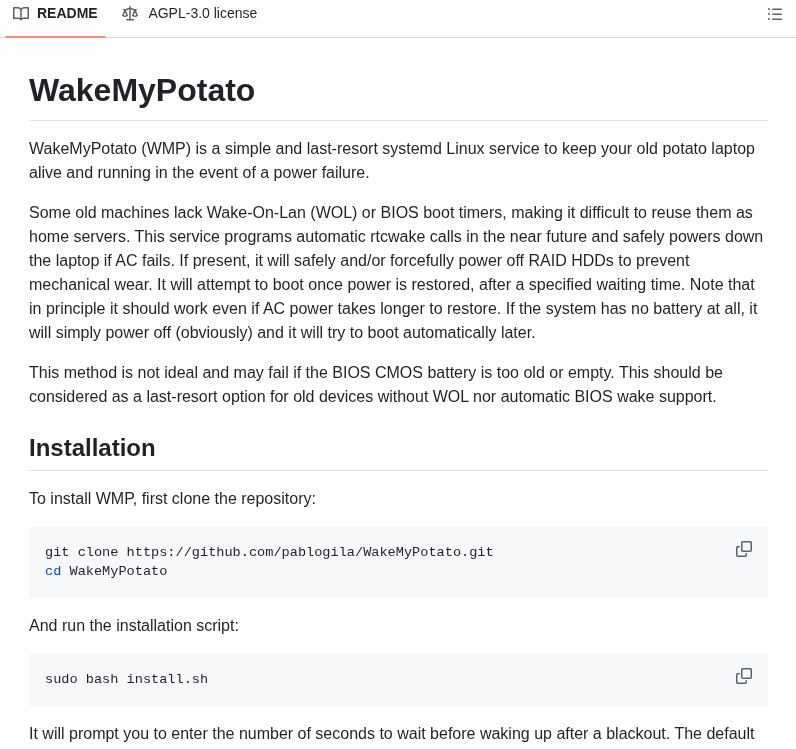 README
AGPL-3.0 license
WakeMyPotato
WakeMyPotato (WMP) is a simple and last-resort systemd Linux service to keep your old potato laptop
alive and running in the event of a power failure.
Some old machines lack Wake-On-Lan (WOL) or BIOS boot timers, making it difficult to reuse them as
home servers. This service programs automatic rtcwake calls in the near future and safely powers down
the laptop if AC fails. If present, it will safely and/or forcefully power off RAID HDDs to prevent
mechanical wear. It will attempt to boot once power is restored, after a specified waiting time. Note that
in principle it should work even if AC power takes longer to restore. If the system has no battery at all, it
will simply power off (obviously) and it will try to boot automatically later.
This method is not ideal and may fail if the BIOS CMOS battery is too old or empty. This should be
considered as a last-resort option for old devices without WOL nor automatic BIOS wake support.
Installation
To install WMP, first clone the repository:
git clone https://github.com/pablogila/WakeMyPotato.git
cd WakeMyPotato
And run the installation script:
sudo bash install.sh
It will prompt you to enter the number of seconds to wait before waking up after a blackout. The default